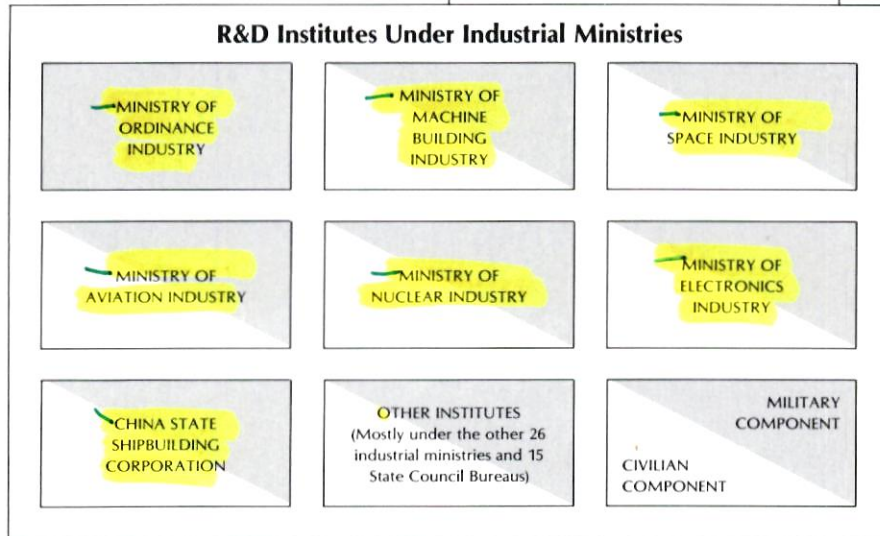 R&D Institutes Under Industrial Ministries
MINISTRY OF
ORDINANCE
INDUSTRY
MINISTRY OF
MACHINE
BUILDING
INDUSTRY
MINISTRY OF
SPACE INDUSTRY
MINISTRY OF
AVIATION INDUSTRY
MINISTRY OF
NUCLEAR INDUSTRY
MINISTRY OF
ELECTRONICS
INDUSTRY
CHINA STATE
SHIPBUILDING
CORPORATION
OTHER INSTITUTES
(Mostly under the other 26
industrial ministries and 15
State Council Bureaus)
MILITARY
COMPONENT
CIVILIAN
COMPONENT